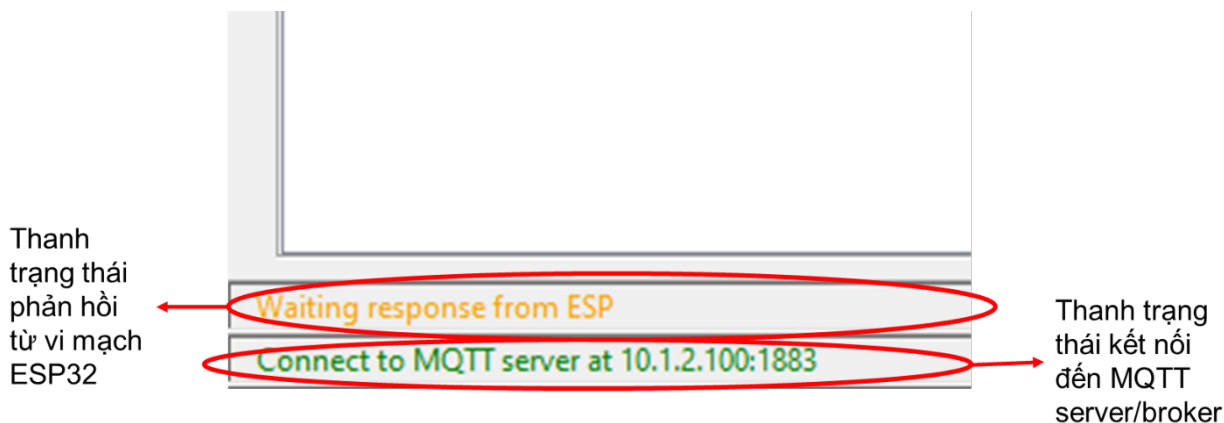 Thanh
trạng thái
phản hồi
từ vi mạch
ESP32
Waiting response from ESP
Connect to MQTT server at 10.1.2.100:1883
Thanh trạng
thái kết nối
đến MQTT
server/broker